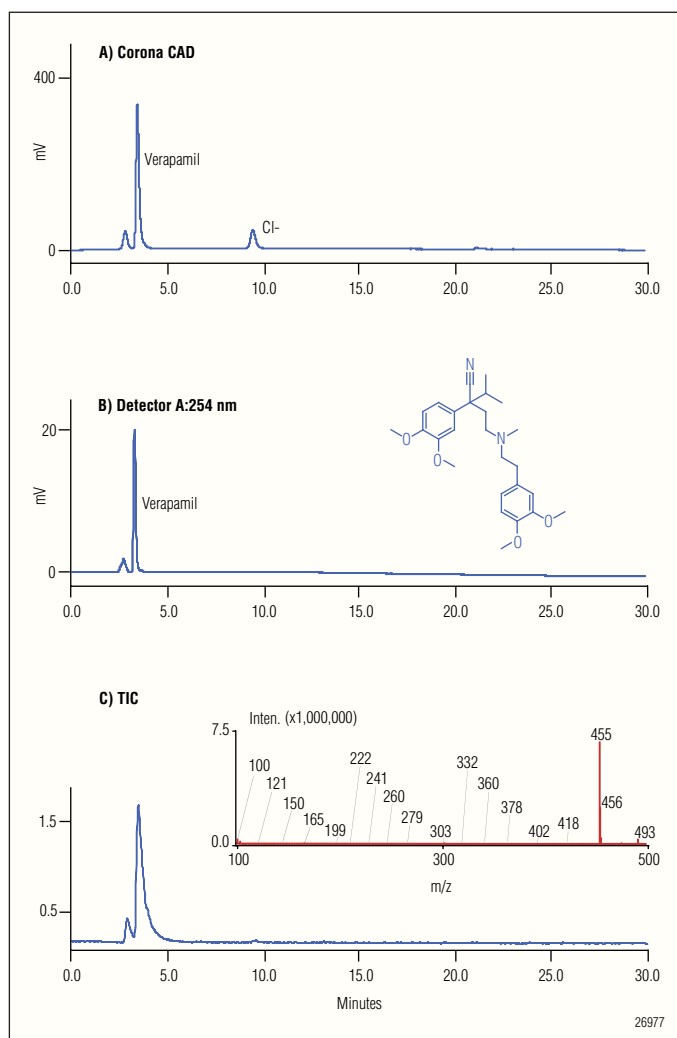 A) Corona CAD
400
mV
Verapamil
Cl-
0
0.0 5.0 10.0 15.0 20.0 25.0 30.0
N
B) Detector A:254 nm
20
mV
Verapamil
N
O
O
O
O
0
0.0 5.0 10.0 15.0 20.0 25.0 30.0
C) TIC
Inten. (x1,000,000)
7.5
455
222
332
100
241
360
121
260
456
150
378
165
279
418
199
303
402
493
0.0
100 300 500
m/z
1.5
0.5
0.0 5.0 10.0 15.0 20.0 25.0 30.0
Minutes
26977